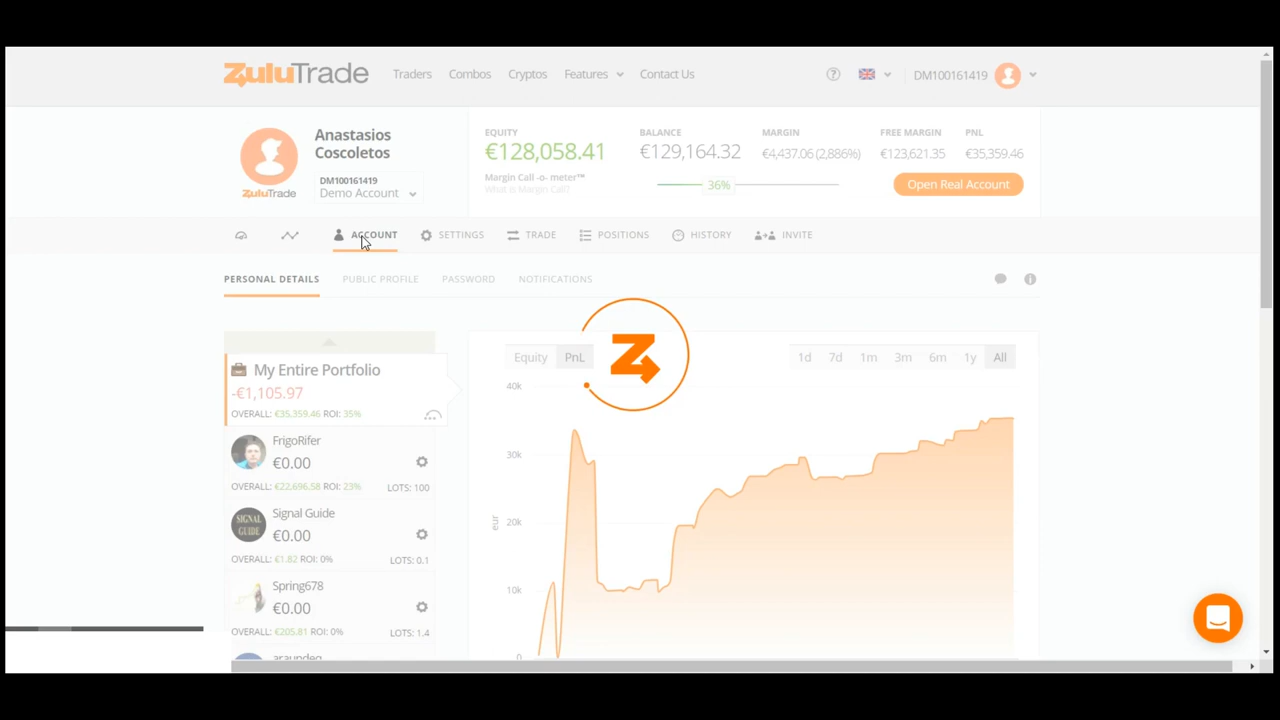 ZuluTrade Traders Combos Cryptos Features Contact Us ? DM100161419
Anastasios
Coscoletos
DM100161419
Demo Account
ZuluTrade
EQUITY BALANCE MARGIN FREE MARGIN PNL
€128,058.41 €129,164.32 €4,437.06 (2,886%) €123,621.35 €35,359.46
Margin Call -o- meter™
What is Margin Call?
36%
Open Real Account
ACCOUNT SETTINGS TRADE POSITIONS HISTORY INVITE
PERSONAL DETAILS PUBLIC PROFILE PASSWORD NOTIFICATIONS
My Entire Portfolio
-€1,105.97
OVERALL: €35,359.46 ROI: 35%
FrigoRifer
€0.00
OVERALL: €22,696.58 ROI: 23% LOTS: 100
SIGNAL
GUIDE
Signal Guide
€0.00
OVERALL: €1.82 ROI: 0% LOTS: 0.1
Spring678
€0.00
OVERALL: €205.81 ROI: 0% LOTS: 1.4
araundeg
Equity PnL 1d 7d 1m 3m 6m 1y All
Z
40k
30k
20k
10k
0
eur